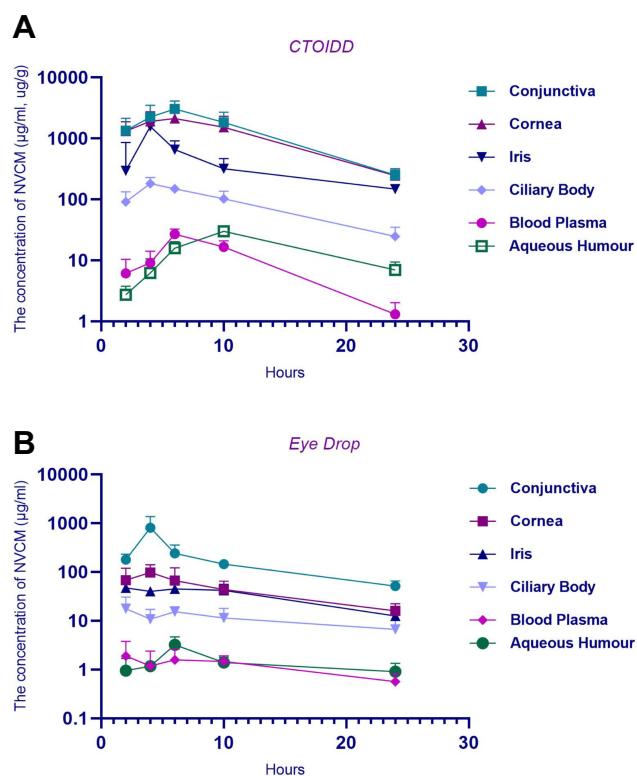 A
CTOIDD
The concentration of NVCM (µg/ml, ug/g)
10000
1000
100
10
1
0
10
20
30
Hours
Conjunctiva
Cornea
Iris
Ciliary Body
Blood Plasma
Aqueous Humour
B
Eye Drop
The concentration of NVCM (µg/ml)
10000
1000
100
10
1
0.1
0
10
20
30
Hours
Conjunctiva
Cornea
Iris
Ciliary Body
Blood Plasma
Aqueous Humour